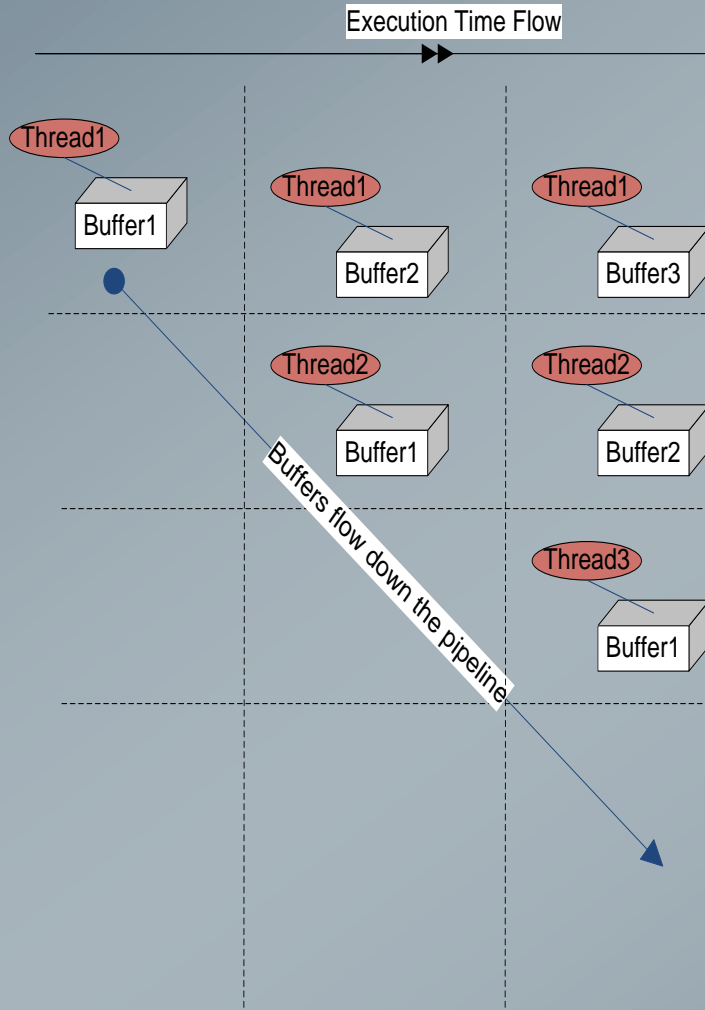 Execution Time Flow
Thread1
Buffer1
Thread1
Buffer2
Thread1
Buffer3
Thread2
Buffer1
Thread2
Buffer2
Buffers flow down the pipeline
Thread3
Buffer1